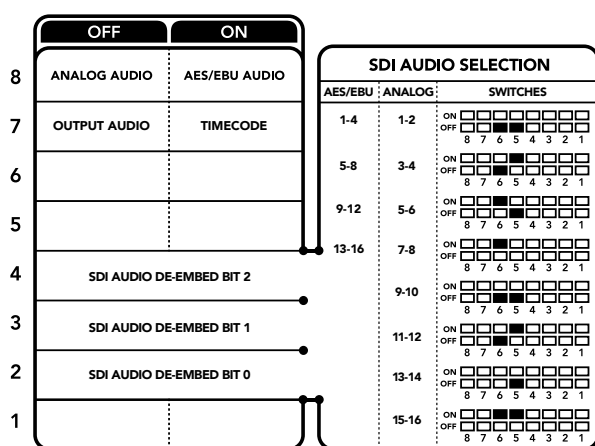 OFF ON
8 ANALOG AUDIO AES/EBU AUDIO
7 OUTPUT AUDIO TIMECODE
6
5
4 SDI AUDIO DE-EMBED BIT 2
3 SDI AUDIO DE-EMBED BIT 1
2 SDI AUDIO DE-EMBED BIT 0
1
SDI AUDIO SELECTION
AES/EBU ANALOG SWITCHES
1-4 1-2 ON
OFF
8 7 6 5 4 3 2 1
5-8 3-4 ON
OFF
8 7 6 5 4 3 2 1
9-12 5-6 ON
OFF
8 7 6 5 4 3 2 1
13-16 7-8 ON
OFF
8 7 6 5 4 3 2 1
9-10 ON
OFF
8 7 6 5 4 3 2 1
11-12 ON
OFF
8 7 6 5 4 3 2 1
13-14 ON
OFF
8 7 6 5 4 3 2 1
15-16 ON
OFF
8 7 6 5 4 3 2 1